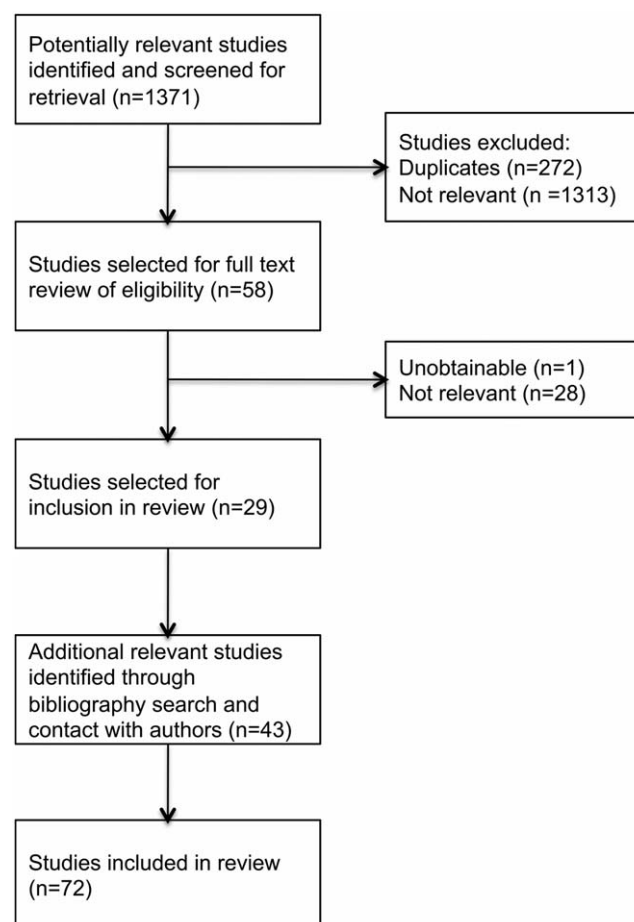 Potentially relevant studies
identified and screened for
retrieval (n=1371)
Studies excluded:
Duplicates (n=272)
Not relevant (n =1313)
Studies selected for full text
review of eligibility (n=58)
Unobtainable (n=1)
Not relevant (n=28)
Studies selected for
inclusion in review (n=29)
Additional relevant studies
identified through
bibliography search and
contact with authors (n=43)
Studies included in review
(n=72)